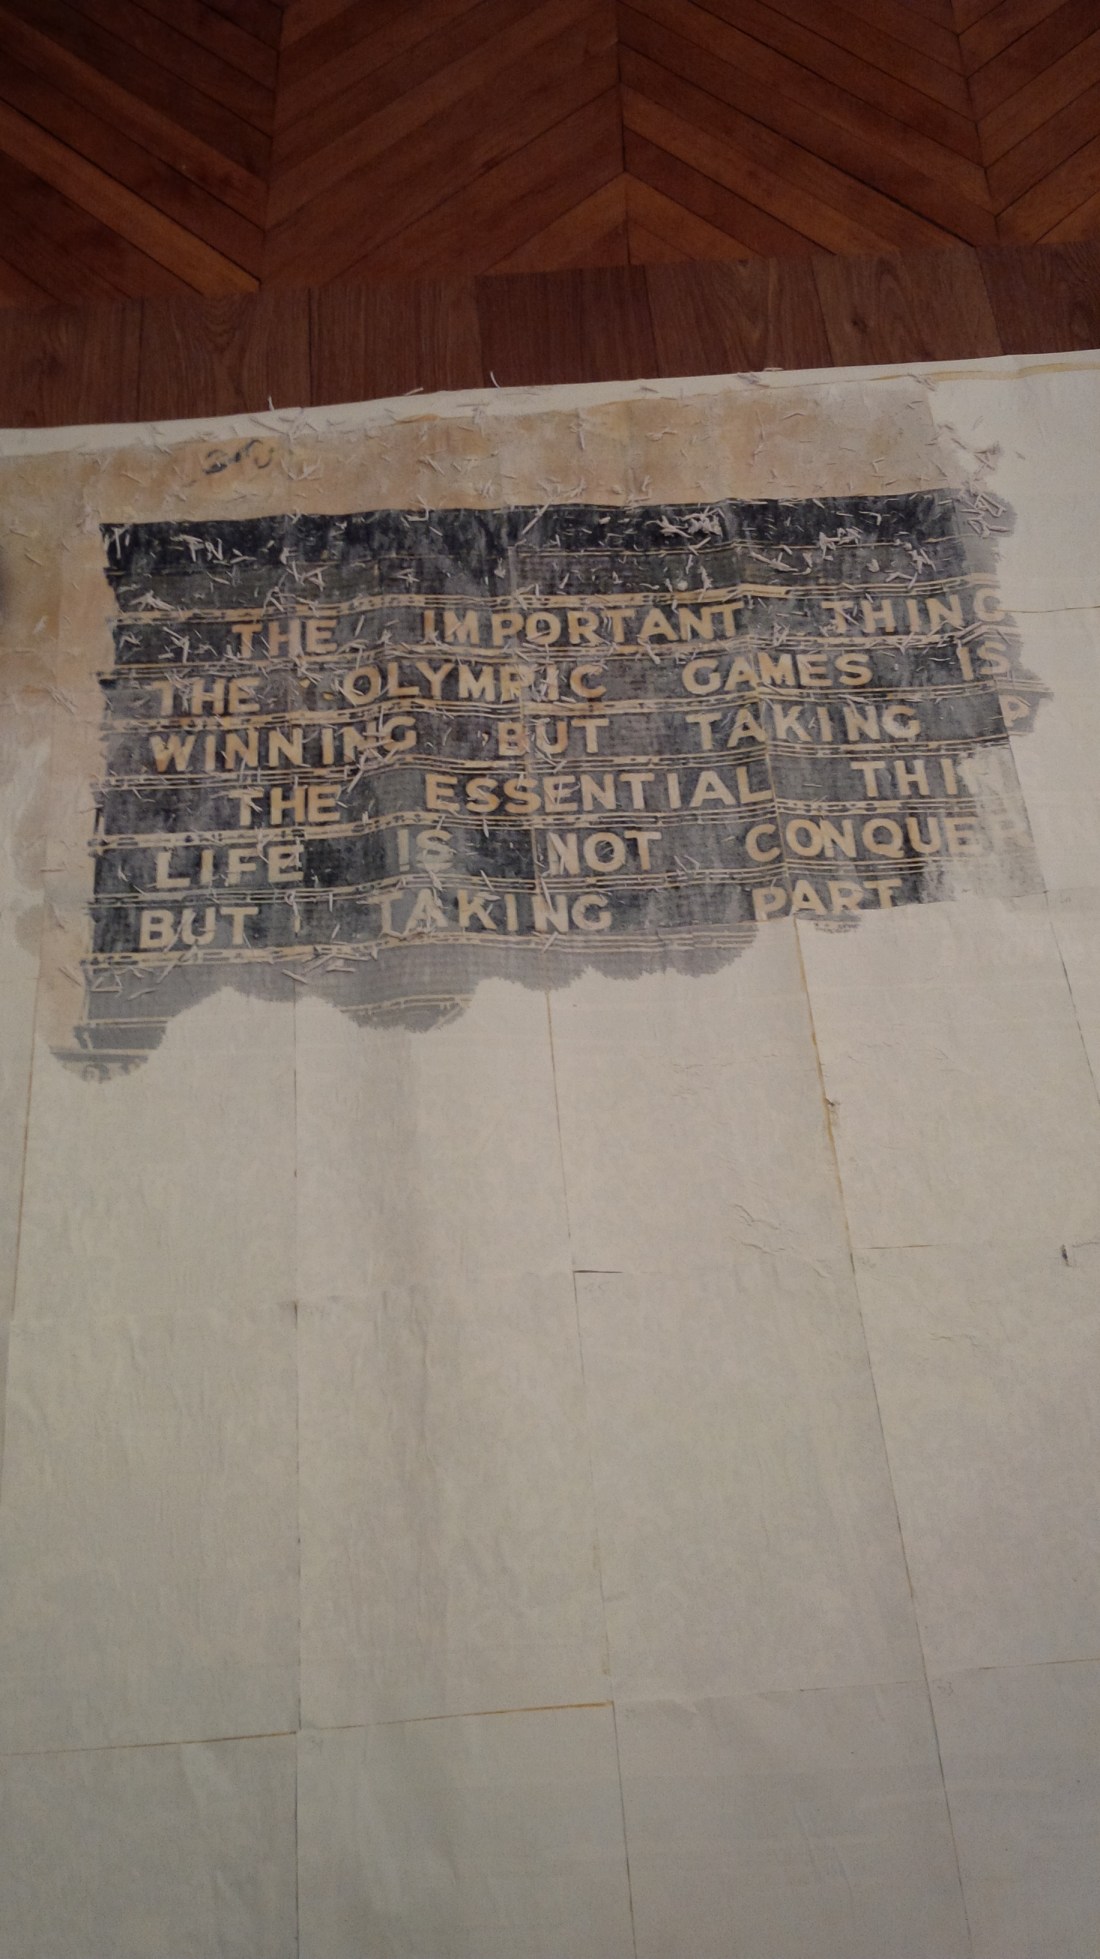 THE IMPORTANT THING
THE OLYMPIC GAMES IS
WINNING BUT TAKING P
THE ESSENTIAL THIN
LIFE IS NOT CONQUER
BUT TAKING PART